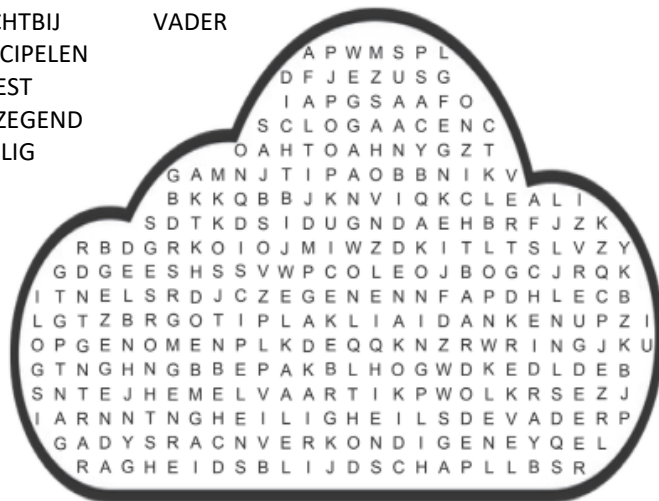 CHTBIJ VADER
CIPELEN
EST
ZEGEND
LIG
A P W M S P L
D F J E Z U S G
I A P G S A A F O
S C L O G A A C E N C
O A H T O A H N Y G Z T
G A M N J T I P A O B B N I K V
B K K Q B B J K N V I Q K C L E A L I
S D T K D S I D U G N D A E H B R F J Z K
R B D G R K O I O J M I W Z D K I T L T S L V Z Y
G D G E E S H S S V W P C O L E O J B O G C J R Q K
I T N E L S R D J C Z E G E N E N N F A P D H L E C B
L G T Z B R G O T I P L A K L I A I D A N K E N U P Z I
O P G E N O M E N P L K D E Q Q K N Z R W R I N G J K U
G T N G H N G B B E P A K B L H O G W D K E D L D E B
S N T E J H E M E L V A A R T I K P W O L K R S E Z J
I A R N N T N G H E I L I G H E I L S D E V A D E R P
G A D Y S R A C N V E R K O N D I G E N E Y Q E L
R A G H E I D S B L I J D S C H A P L L B S R